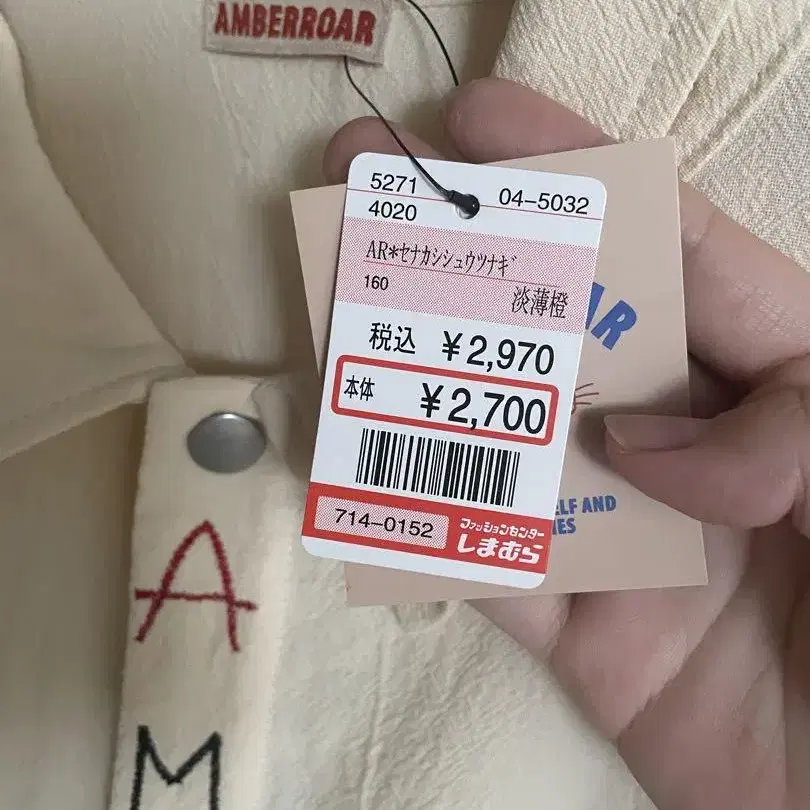 AMBERROAR
5271
04-5032
4020
AR*セナカシシュウツナギ
160
淡薄橙
税込 ¥2,970
本体 ¥2,700
714-0152
ファッションセンター
しまむら
AR
ELF AND
IES
A
M